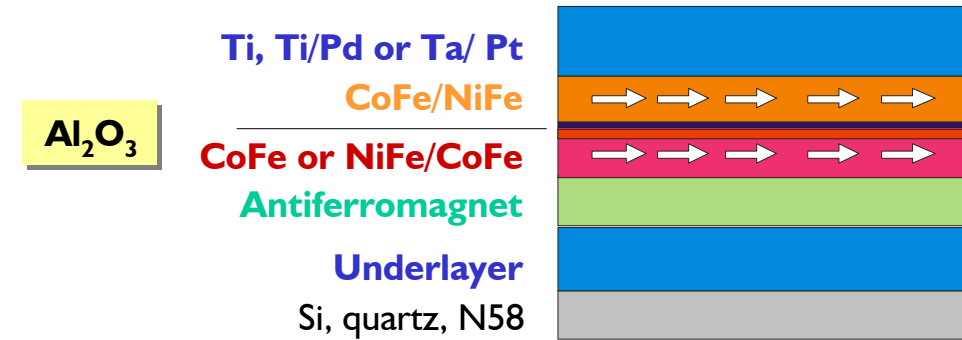 Ti, Ti/Pd or Ta/ Pt
CoFe/NiFe
Al₂O₃
CoFe or NiFe/CoFe
Antiferromagnet
Underlayer
Si, quartz, N58